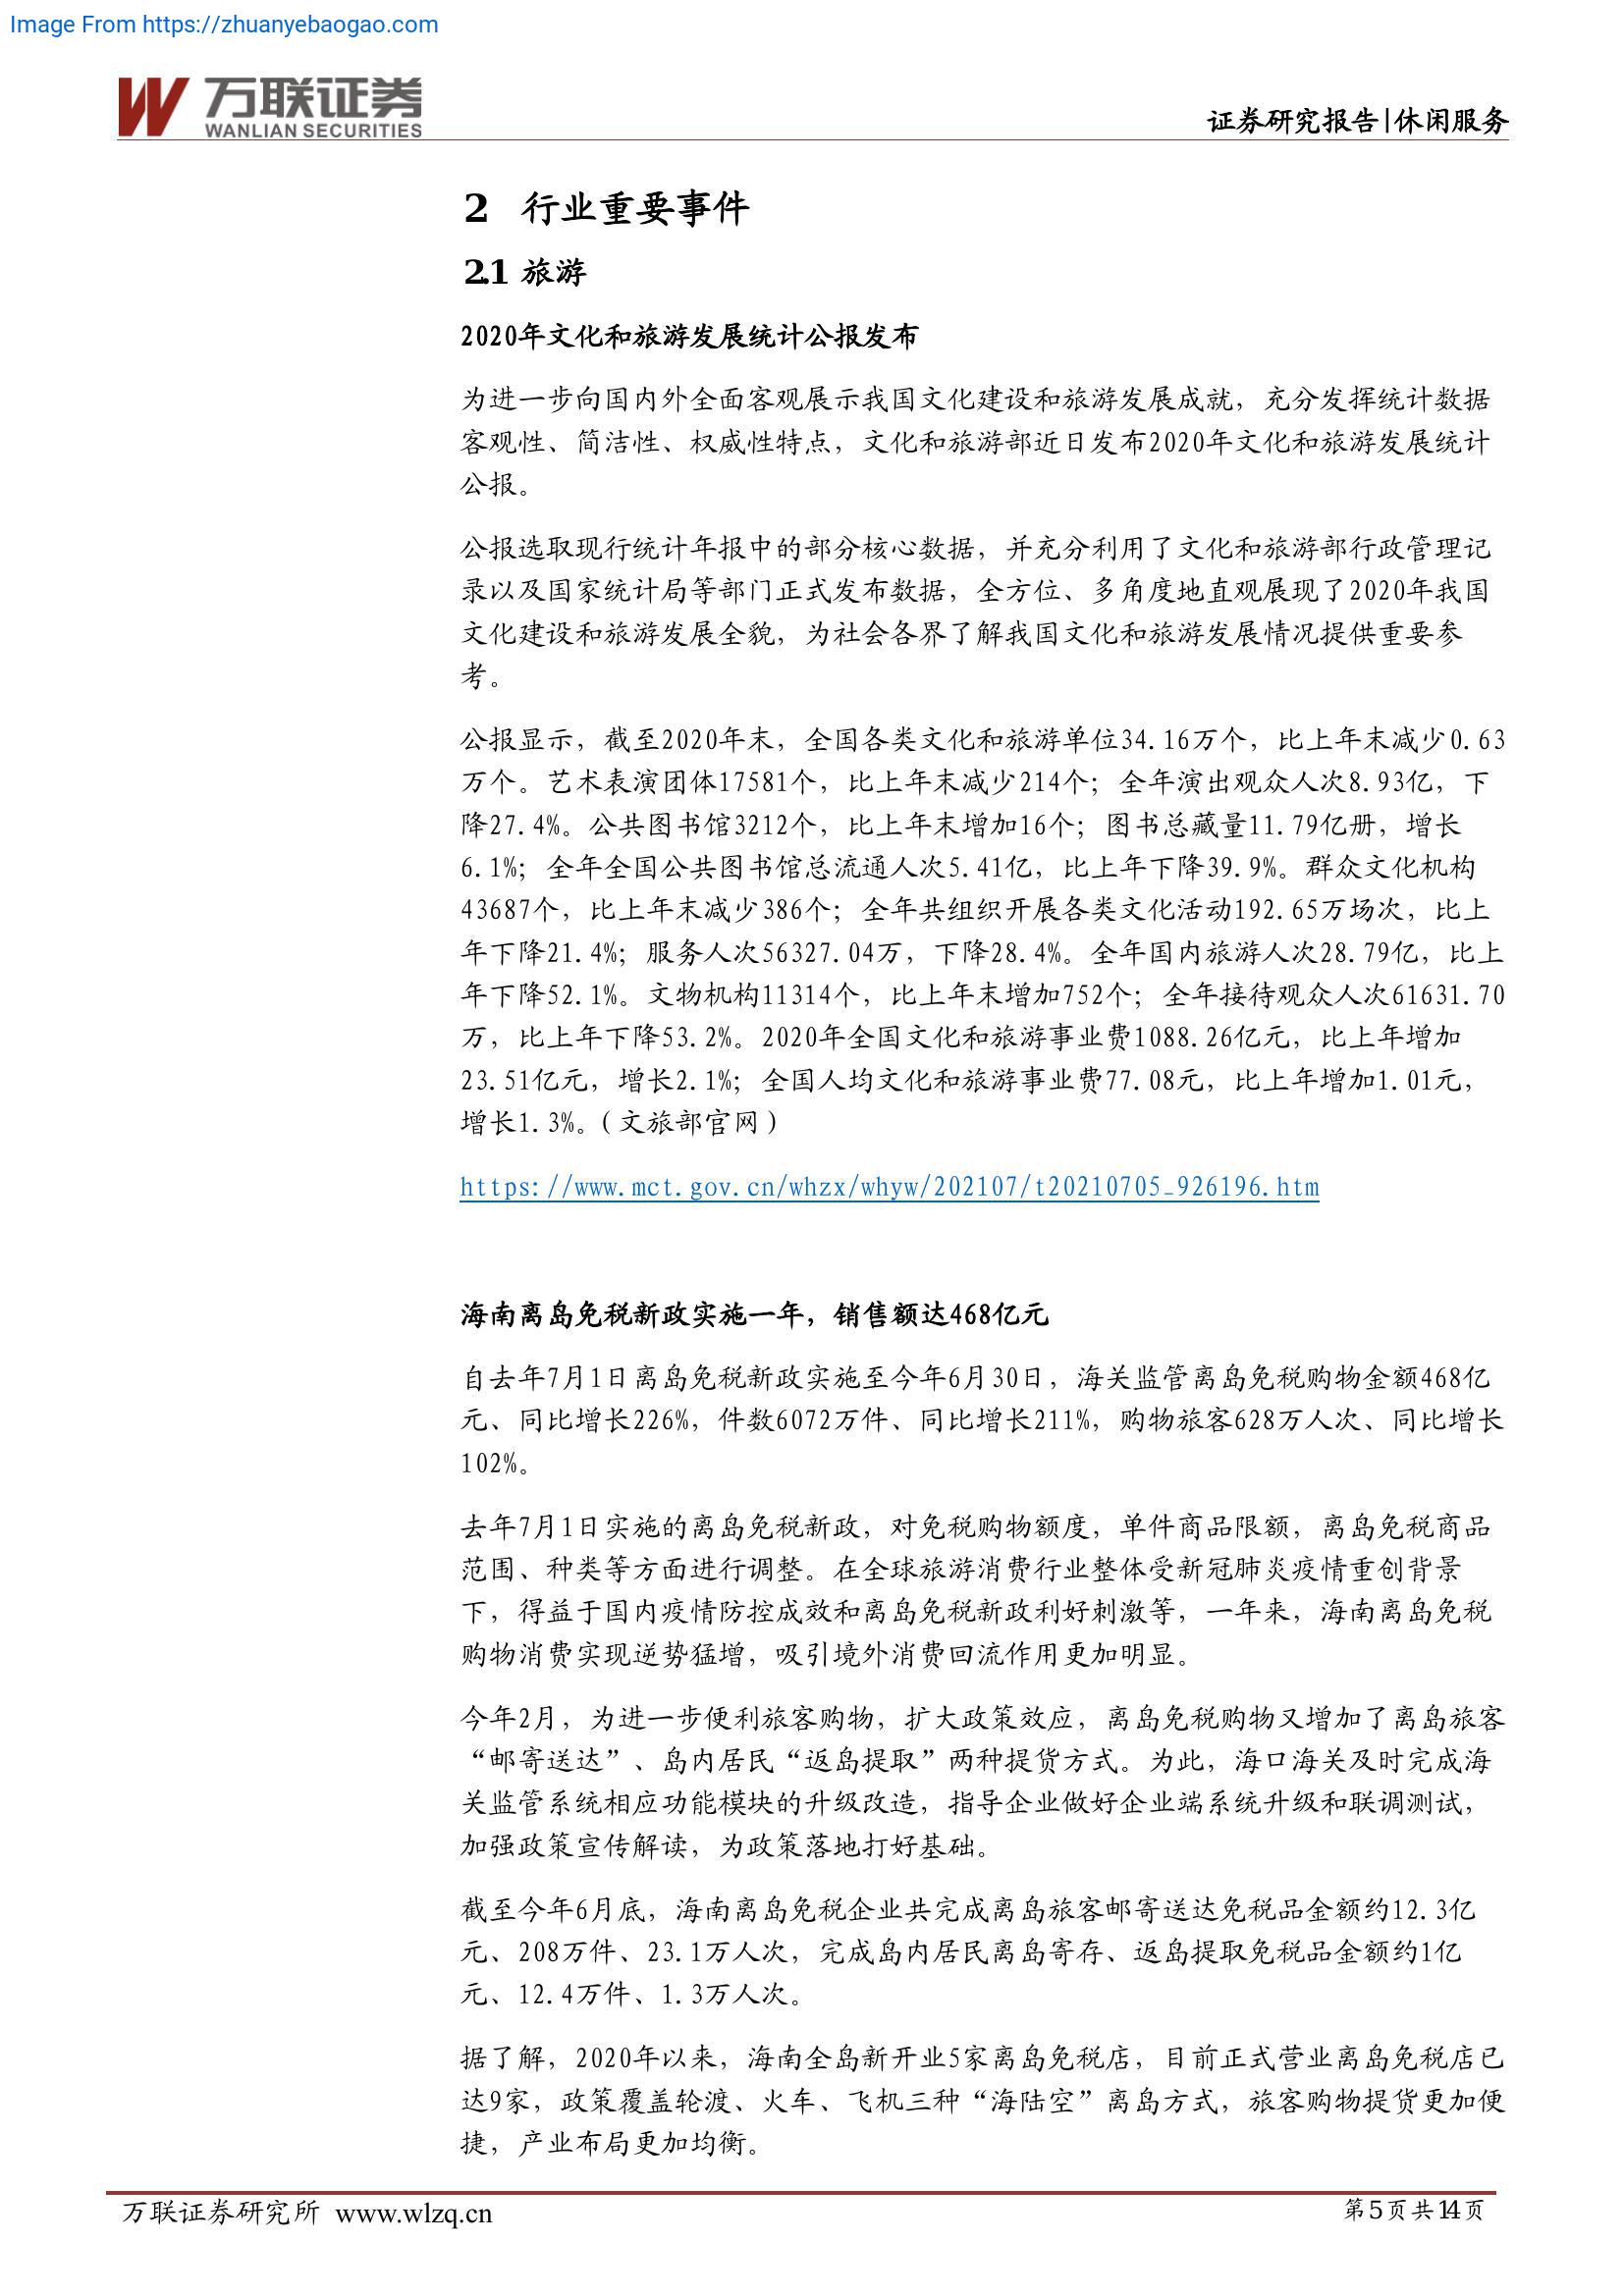 Image From https://zhuanyebaogao.com
万联证券
WANLIAN SECURITIES
证券研究报告|休闲服务
2 行业重要事件
2.1 旅游
2020年文化和旅游发展统计公报发布
为进一步向国内外全面客观展示我国文化建设和旅游发展成就，充分发挥统计数据
客观性、简洁性、权威性特点，文化和旅游部近日发布2020年文化和旅游发展统计
公报。
公报选取现行统计年报中的部分核心数据，并充分利用了文化和旅游部行政管理记
录以及国家统计局等部门正式发布数据，全方位、多角度地直观展现了2020年我国
文化建设和旅游发展全貌，为社会各界了解我国文化和旅游发展情况提供重要参
考。
公报显示，截至2020年末，全国各类文化和旅游单位34.16万个，比上年末减少0.63
万个。艺术表演团体17581个，比上年末减少214个；全年演出观众人次8.93亿，下
降27.4%。公共图书馆3212个，比上年末增加16个；图书总藏量11.79亿册，增长
6.1%；全年全国公共图书馆总流通人次5.41亿，比上年下降39.9%。群众文化机构
43687个，比上年末减少386个；全年共组织开展各类文化活动192.65万场次，比上
年下降21.4%；服务人次56327.04万，下降28.4%。全年国内旅游人次28.79亿，比上
年下降52.1%。文物机构11314个，比上年末增加752个；全年接待观众人次61631.70
万，比上年下降53.2%。2020年全国文化和旅游事业费1088.26亿元，比上年增加
23.51亿元，增长2.1%；全国人均文化和旅游事业费77.08元，比上年增加1.01元，
增长1.3%。（文旅部官网）
https://www.mct.gov.cn/whzx/whyw/202107/t20210705_926196.htm
海南离岛免税新政实施一年，销售额达468亿元
自去年7月1日离岛免税新政实施至今年6月30日，海关监管离岛免税购物金额468亿
元、同比增长226%，件数6072万件、同比增长211%，购物旅客628万人次、同比增长
102%。
去年7月1日实施的离岛免税新政，对免税购物额度，单件商品限额，离岛免税商品
范围、种类等方面进行调整。在全球旅游消费行业整体受新冠肺炎疫情重创背景
下，得益于国内疫情防控成效和离岛免税新政利好刺激等，一年来，海南离岛免税
购物消费实现逆势猛增，吸引境外消费回流作用更加明显。
今年2月，为进一步便利旅客购物，扩大政策效应，离岛免税购物又增加了离岛旅客
“邮寄送达”、岛内居民“返岛提取”两种提货方式。为此，海口海关及时完成海
关监管系统相应功能模块的升级改造，指导企业做好企业端系统升级和联调测试，
加强政策宣传解读，为政策落地打好基础。
截至今年6月底，海南离岛免税企业共完成离岛旅客邮寄送达免税品金额约12.3亿
元、208万件、23.1万人次，完成岛内居民离岛寄存、返岛提取免税品金额约1亿
元、12.4万件、1.3万人次。
据了解，2020年以来，海南全岛新开业5家离岛免税店，目前正式营业离岛免税店已
达9家，政策覆盖轮渡、火车、飞机三种“海陆空”离岛方式，旅客购物提货更加便
捷，产业布局更加均衡。
万联证券研究所 www.wlzq.cn
第5页共14页